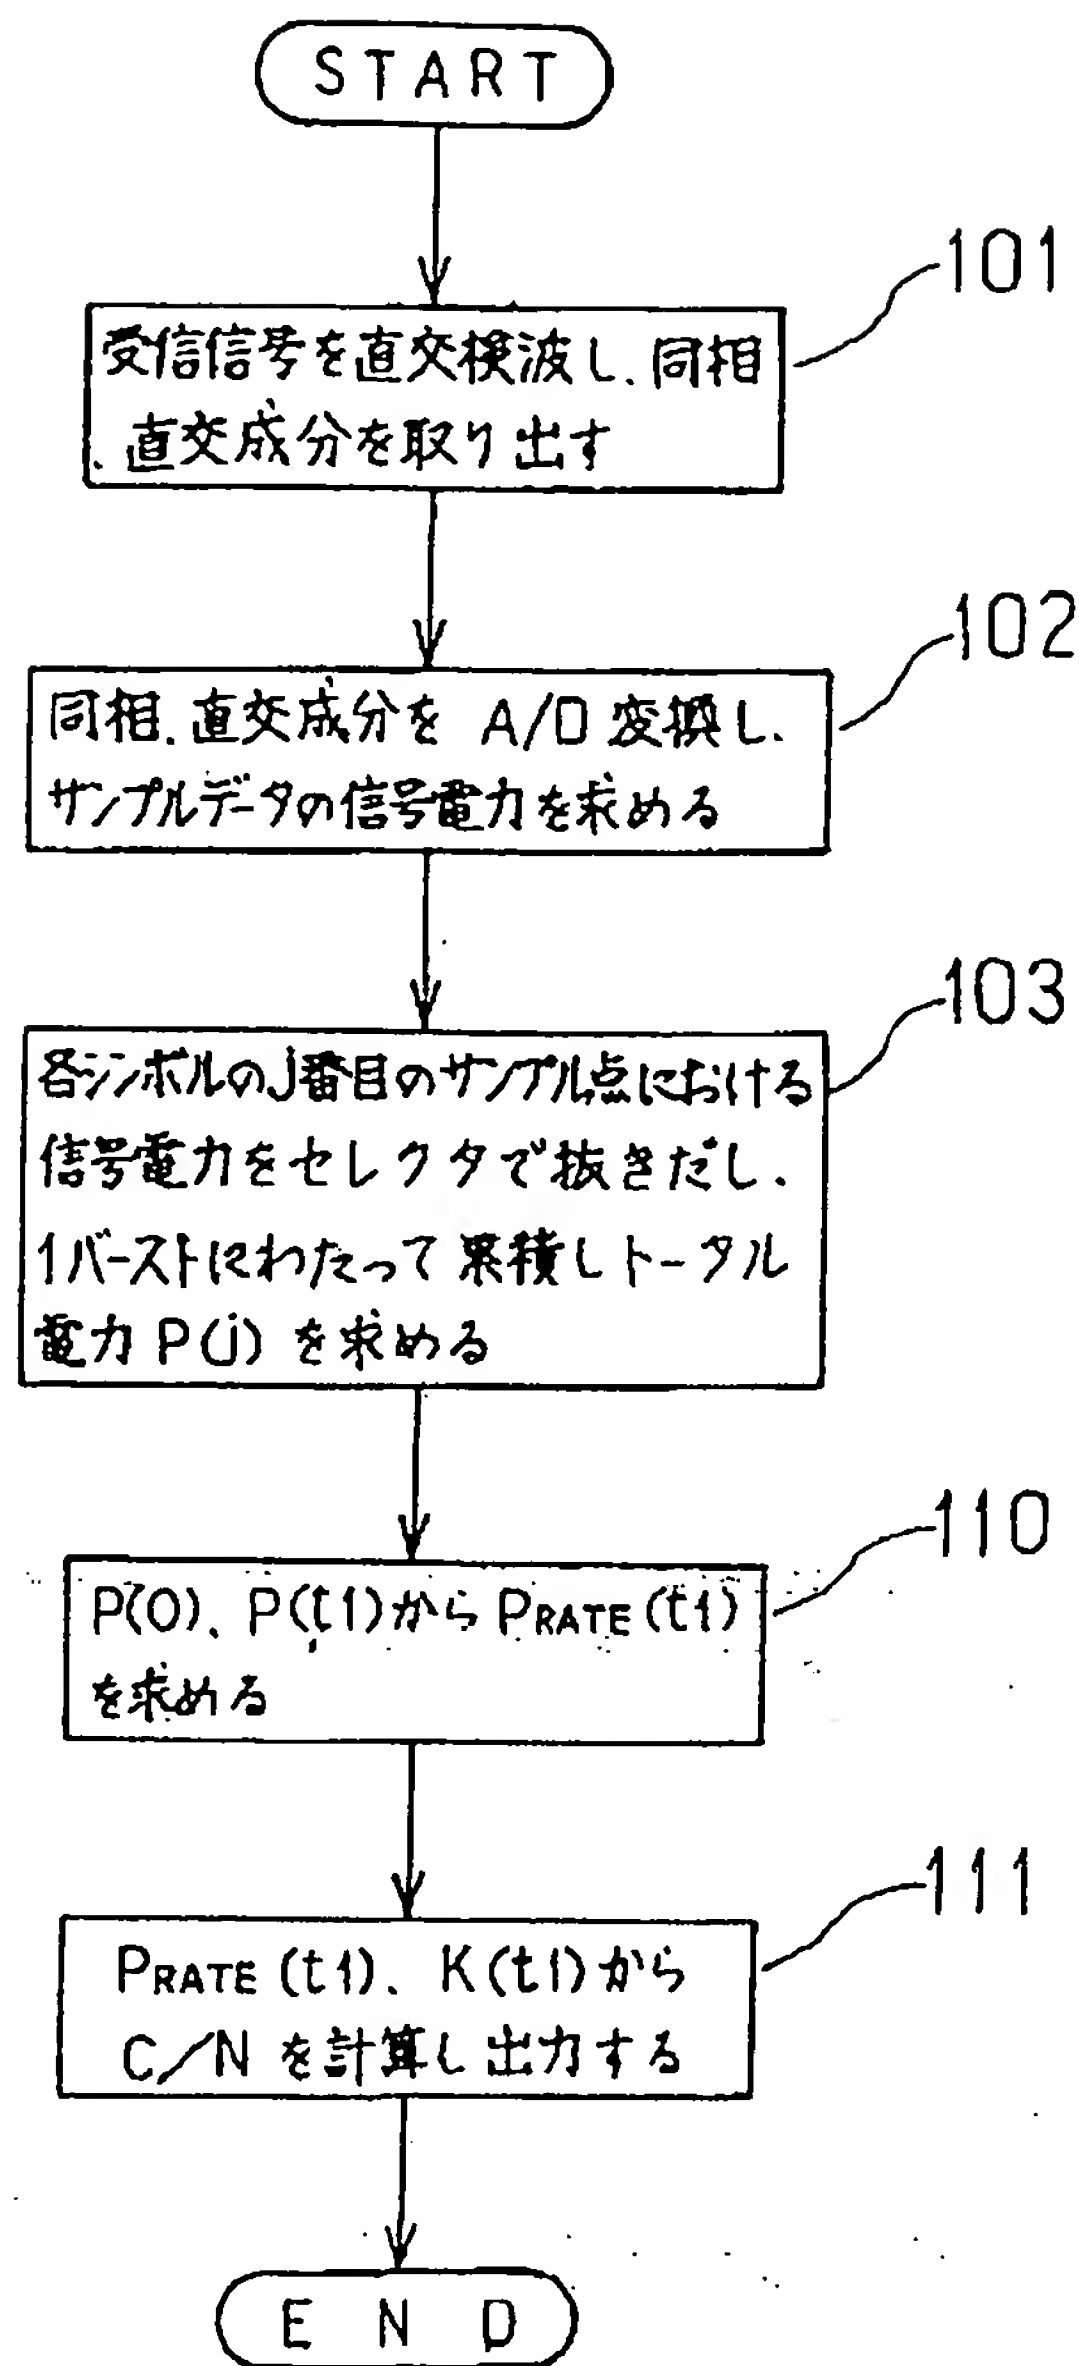 START
101
受信信号を直交検波し、同相
、直交成分を取り出す
102
同相、直交成分を A/D 変換し、
サンプルデータの信号電力を求める
103
各シンボルのj番目のサンプル点における
信号電力をセレクタで抜きだし、
1バーストにわたって累積しトータル
電力 P(j) を求める
110
P(0)、P(t1)から PRATE (t1)
を求める
111
PRATE (t1)、K(t1)から
C/N を計算し出力する
END